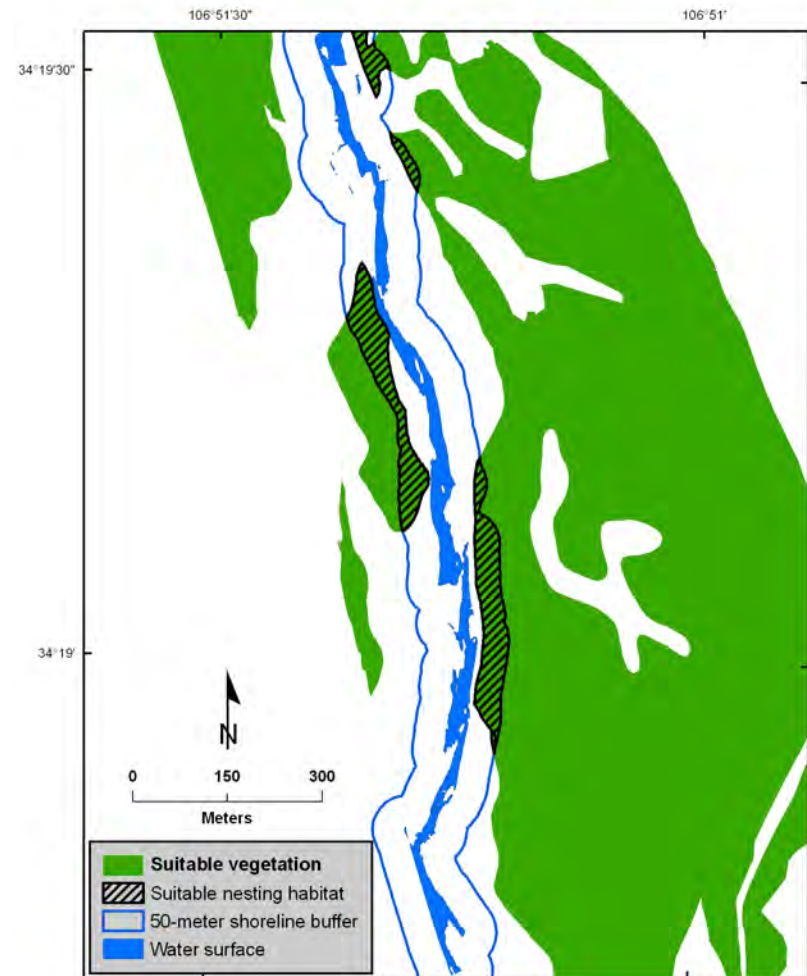 106°51'30"
106°51'
34°19'30"
34°19'
N
0 150 300
Meters
Suitable vegetation
Suitable nesting habitat
50-meter shoreline buffer
Water surface